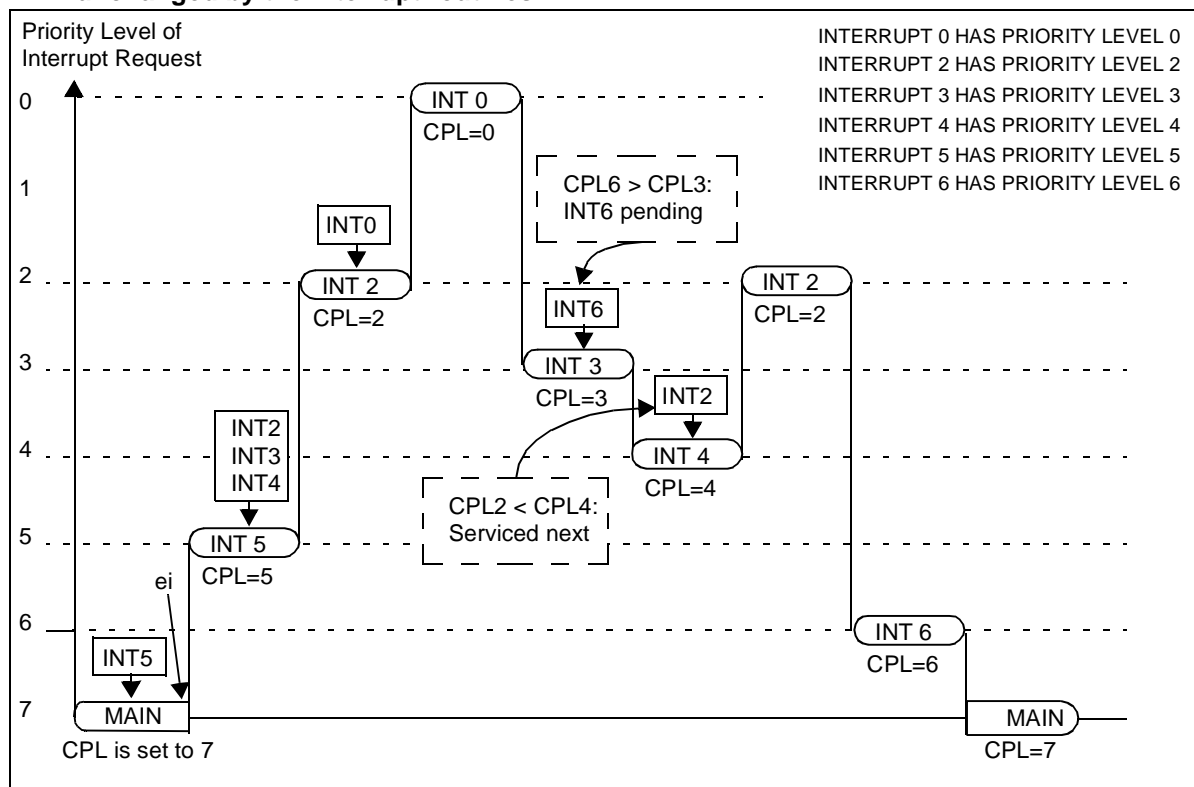 Priority Level of
Interrupt Request
INTERRUPT 0 HAS PRIORITY LEVEL 0
INTERRUPT 2 HAS PRIORITY LEVEL 2
INTERRUPT 3 HAS PRIORITY LEVEL 3
INTERRUPT 4 HAS PRIORITY LEVEL 4
INTERRUPT 5 HAS PRIORITY LEVEL 5
INTERRUPT 6 HAS PRIORITY LEVEL 6
0
INT 0
CPL=0
1
CPL6 > CPL3:
INT6 pending
INT0
2
INT 2
CPL=2
INT 2
CPL=2
INT6
3
INT 3
CPL=3
INT2
INT2
INT3
INT4
4
INT 4
CPL=4
CPL2 < CPL4:
Serviced next
5
INT 5
CPL=5
ei
6
INT 6
CPL=6
INT5
7
MAIN
CPL is set to 7
MAIN
CPL=7